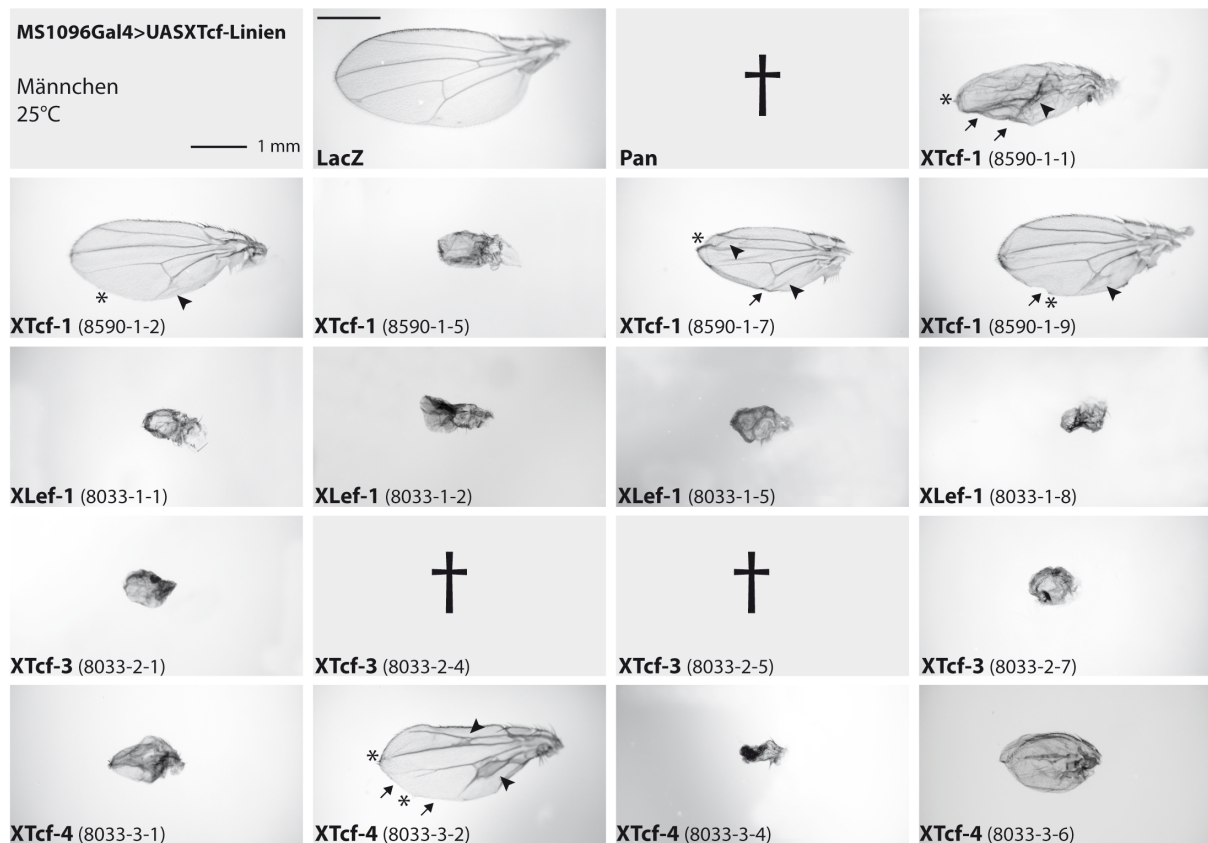 MS1096Gal4>UASXTcf-Linien
Männchen
25°C
1 mm
LacZ
Pan
XTcf-1 (8590-1-1)
XTcf-1 (8590-1-2)
XTcf-1 (8590-1-5)
XTcf-1 (8590-1-7)
XTcf-1 (8590-1-9)
XLef-1 (8033-1-1)
XLef-1 (8033-1-2)
XLef-1 (8033-1-5)
XLef-1 (8033-1-8)
XTcf-3 (8033-2-1)
XTcf-3 (8033-2-4)
XTcf-3 (8033-2-5)
XTcf-3 (8033-2-7)
XTcf-4 (8033-3-1)
XTcf-4 (8033-3-2)
XTcf-4 (8033-3-4)
XTcf-4 (8033-3-6)